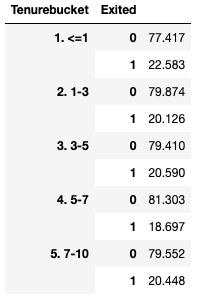 Tenurebucket Exited
1. <=1 0 77.417
1 22.583
2. 1-3 0 79.874
1 20.126
3. 3-5 0 79.410
1 20.590
4. 5-7 0 81.303
1 18.697
5. 7-10 0 79.552
1 20.448